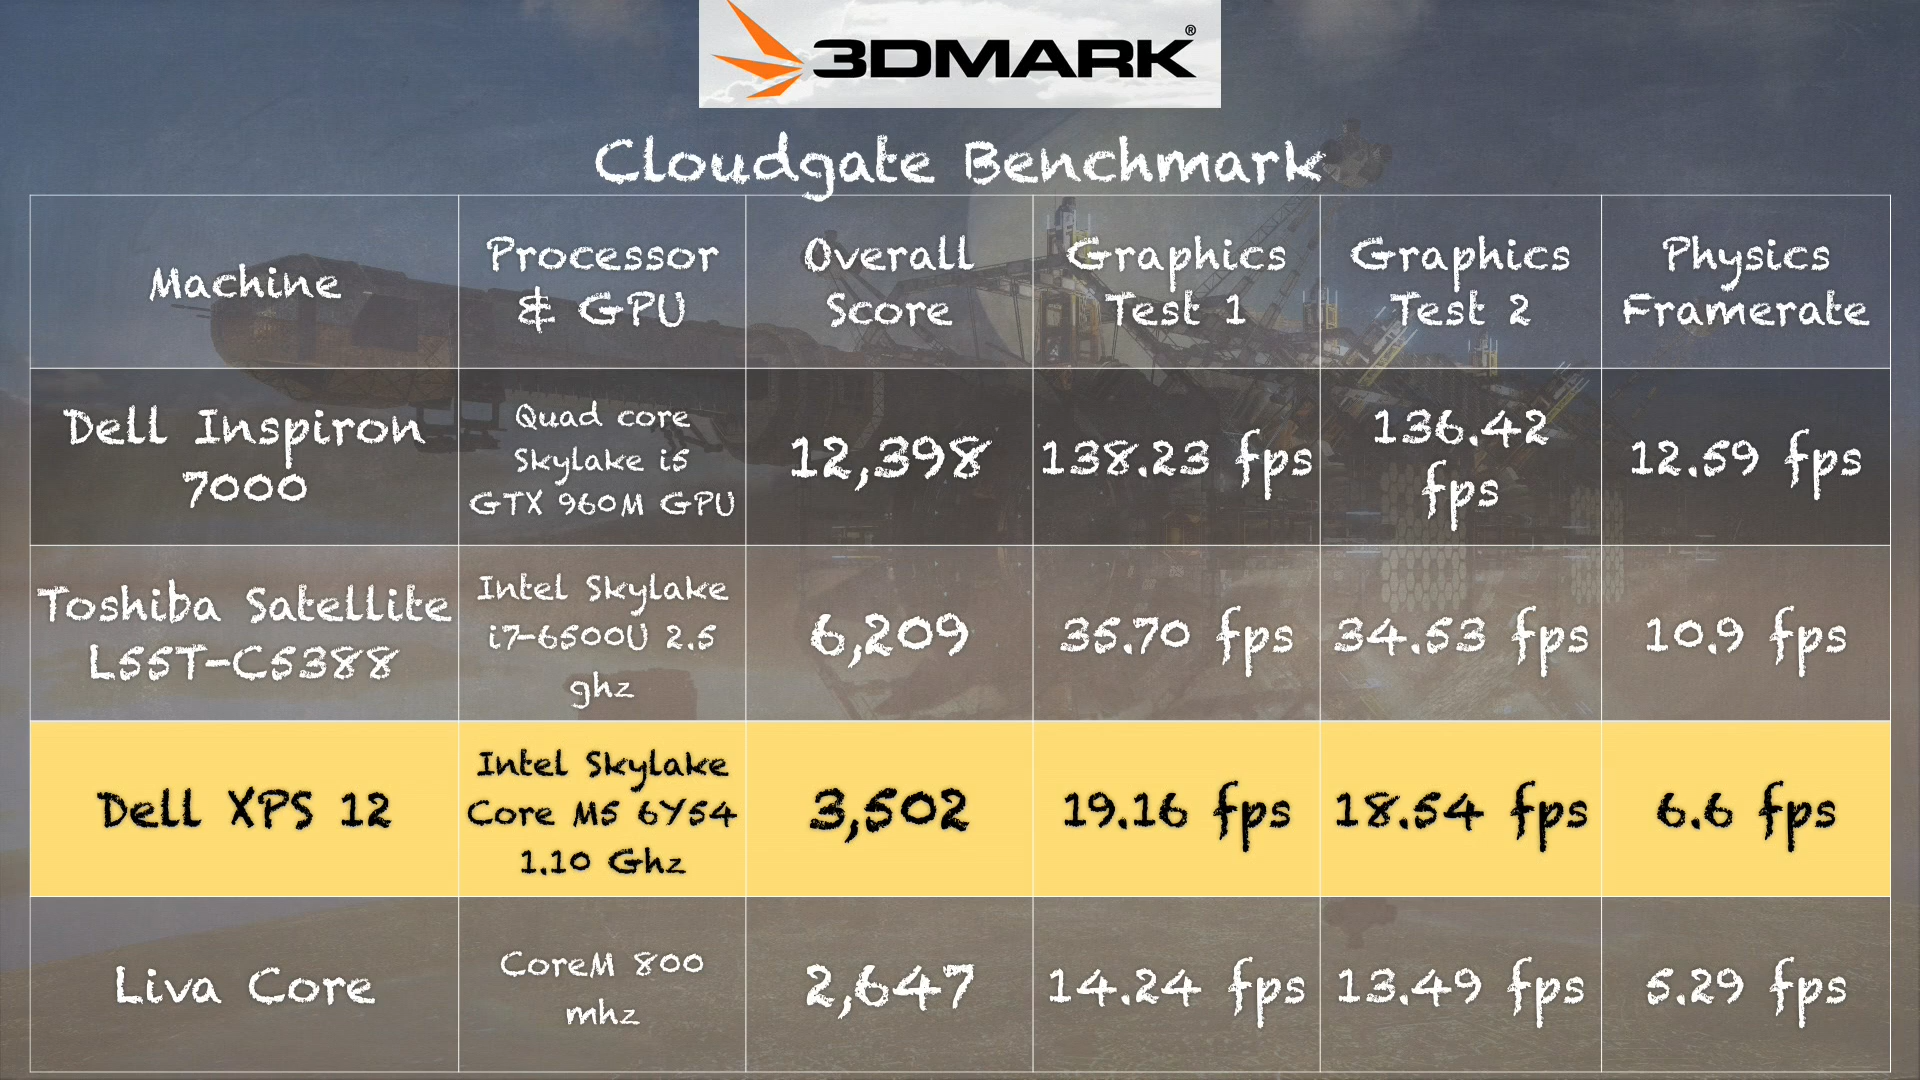 3DMARK®
Cloudgate Benchmark
Machine
Processor
& GPU
Overall
Score
Graphics
Test 1
Graphics
Test 2
Physics
Framerate
Dell Inspiron
7000
Quad core
Skylake i5
GTX 960M GPU
12,398
138.23 fps
136.42
fps
12.59 fps
Toshiba Satellite
L55T-C5388
Intel Skylake
i7-6500U 2.5
ghz
6,209
35.70 fps
34.53 fps
10.9 fps
Dell XPS 12
Intel Skylake
Core M5 6Y54
1.10 Ghz
3,502
19.16 fps
18.54 fps
6.6 fps
Liva Core
CoreM 800
mhz
2,647
14.24 fps
13.49 fps
5.29 fps